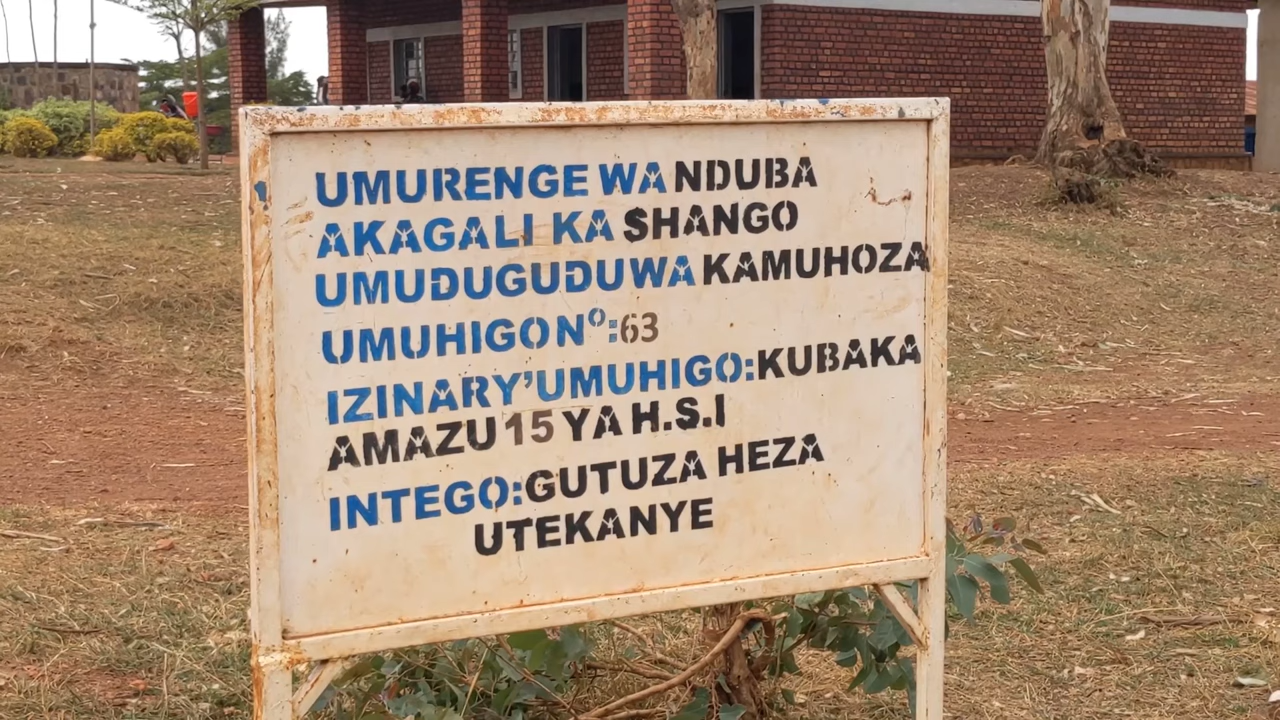 UMURENGE WA NDUBA
AKAGALI KA SHANGO
UMUDUGUDU WA KAMUHOZA
UMUHIGO Nº:63
IZINA RY’UMUHIGO:KUBAKA
AMAZU 15 YA H.S.I
INTEGO:GUTUZA HEZA
UTEKANYE